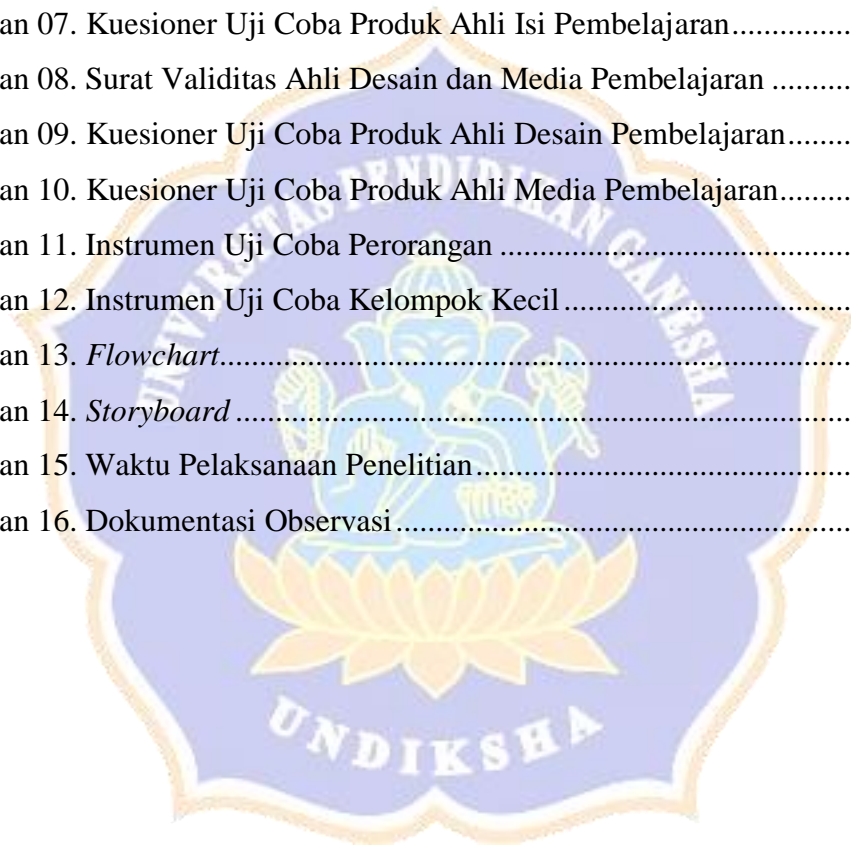 an 07. Kuesioner Uji Coba Produk Ahli Isi Pembelajaran...............
an 08. Surat Validitas Ahli Desain dan Media Pembelajaran ..........
an 09. Kuesioner Uji Coba Produk Ahli Desain Pembelajaran........
an 10. Kuesioner Uji Coba Produk Ahli Media Pembelajaran.........
an 11. Instrumen Uji Coba Perorangan .............................................
an 12. Instrumen Uji Coba Kelompok Kecil.....................................
an 13. Flowchart................................................................................
an 14. Storyboard ..............................................................................
an 15. Waktu Pelaksanaan Penelitian................................................
an 16. Dokumentasi Observasi..........................................................
UNIVERSITAS PENDIDIKAN GANESHA
UNDIKSHA